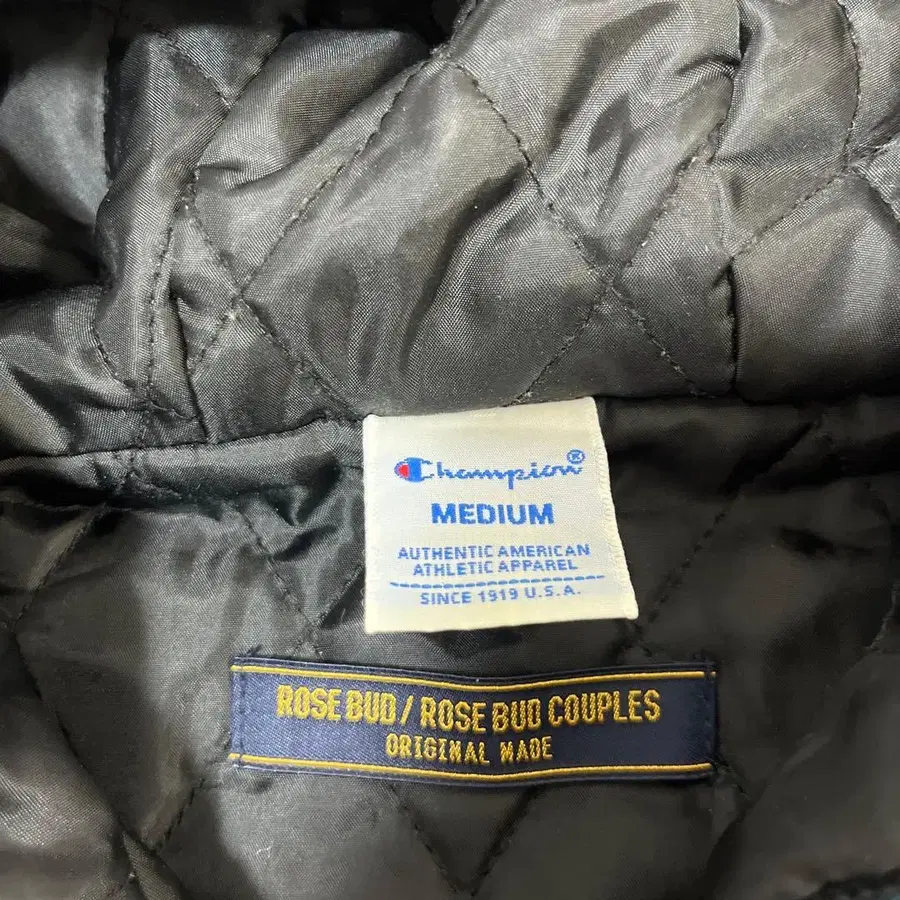 Champion®
MEDIUM
AUTHENTIC AMERICAN
ATHLETIC APPAREL
SINCE 1919 U.S.A.
ROSE BUD / ROSE BUD COUPLES
ORIGINAL MADE